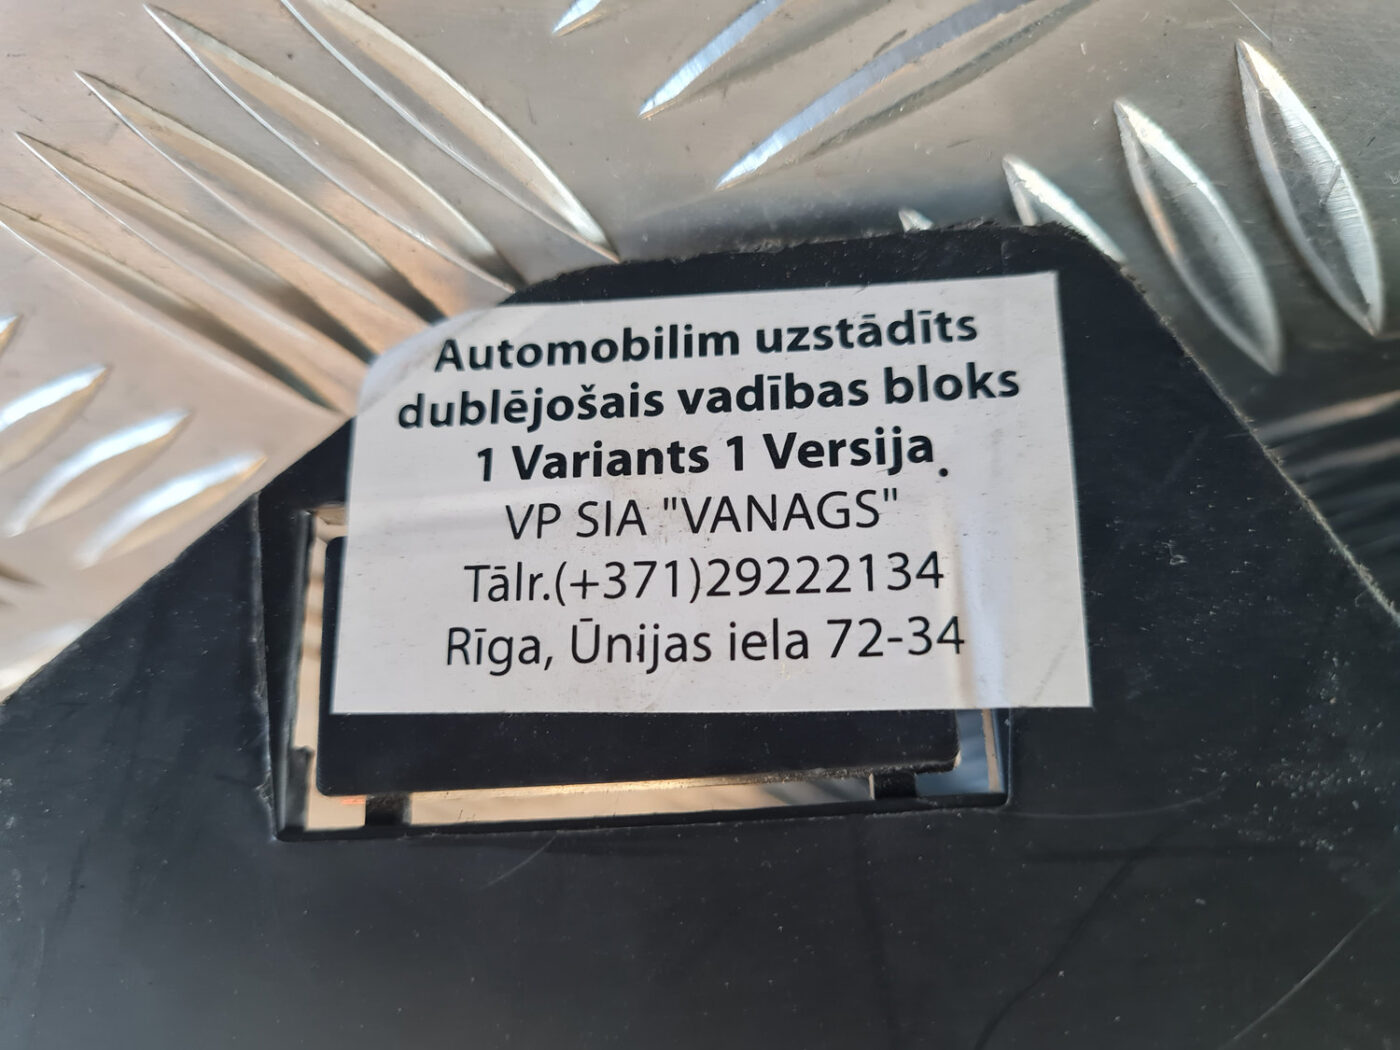 Automobilim uzstādīts
dublējošais vadības bloks
1 Variants 1 Versija.
VP SIA "VANAGS"
Tālr.(+371)29222134
Rīga, Ūnijas iela 72-34